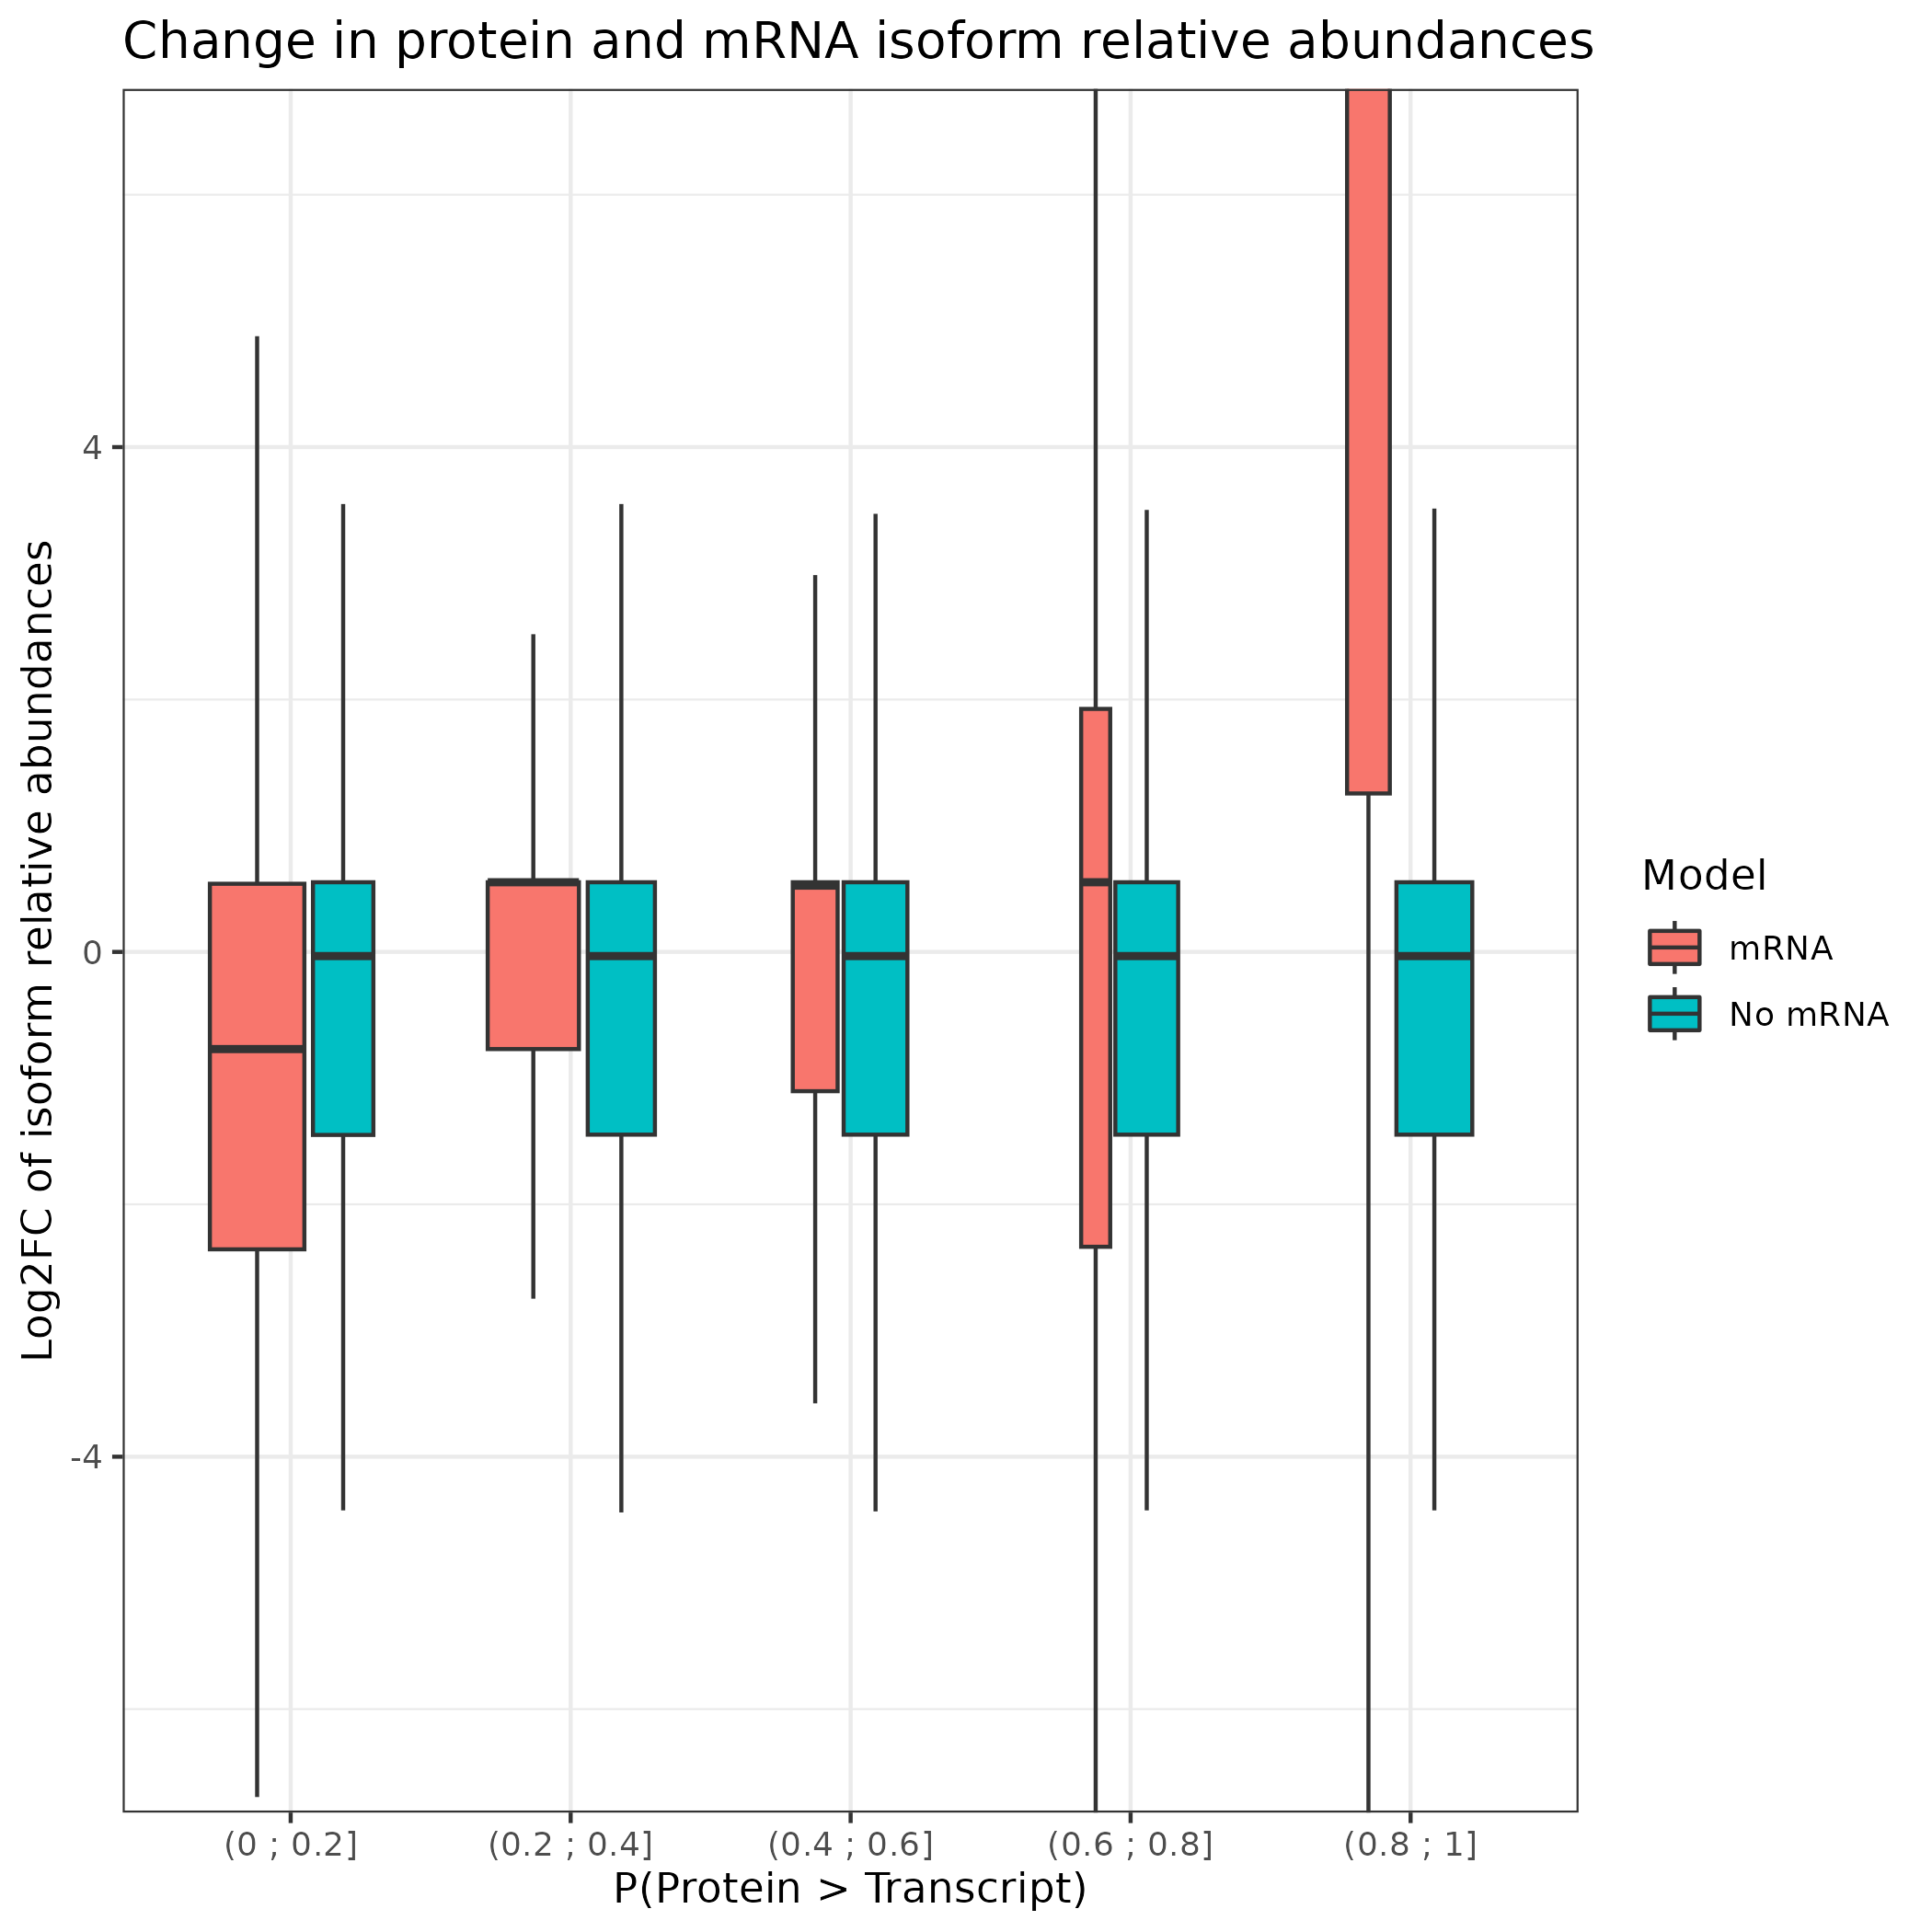 Change in protein and mRNA isoform relative abundances
Log2FC of isoform relative abundances
4
0
-4
(0 ; 0.2]
(0.2 ; 0.4]
(0.4 ; 0.6]
(0.6 ; 0.8]
(0.8 ; 1]
P(Protein > Transcript)
Model
mRNA
No mRNA